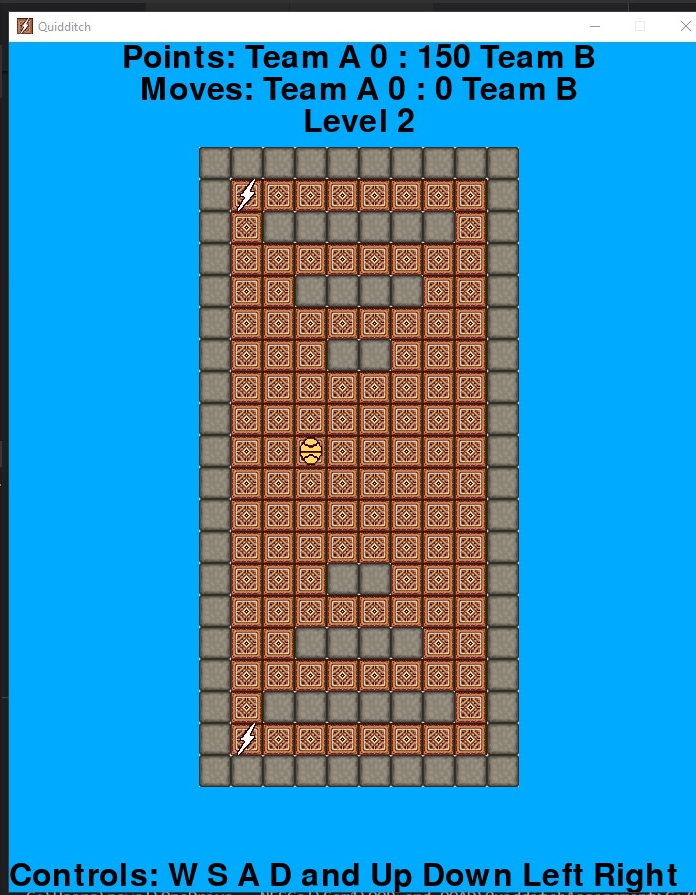 Quidditch
Points: Team A 0 : 150 Team B
Moves: Team A 0 : 0 Team B
Level 2
Controls: W S A D and Up Down Left Right